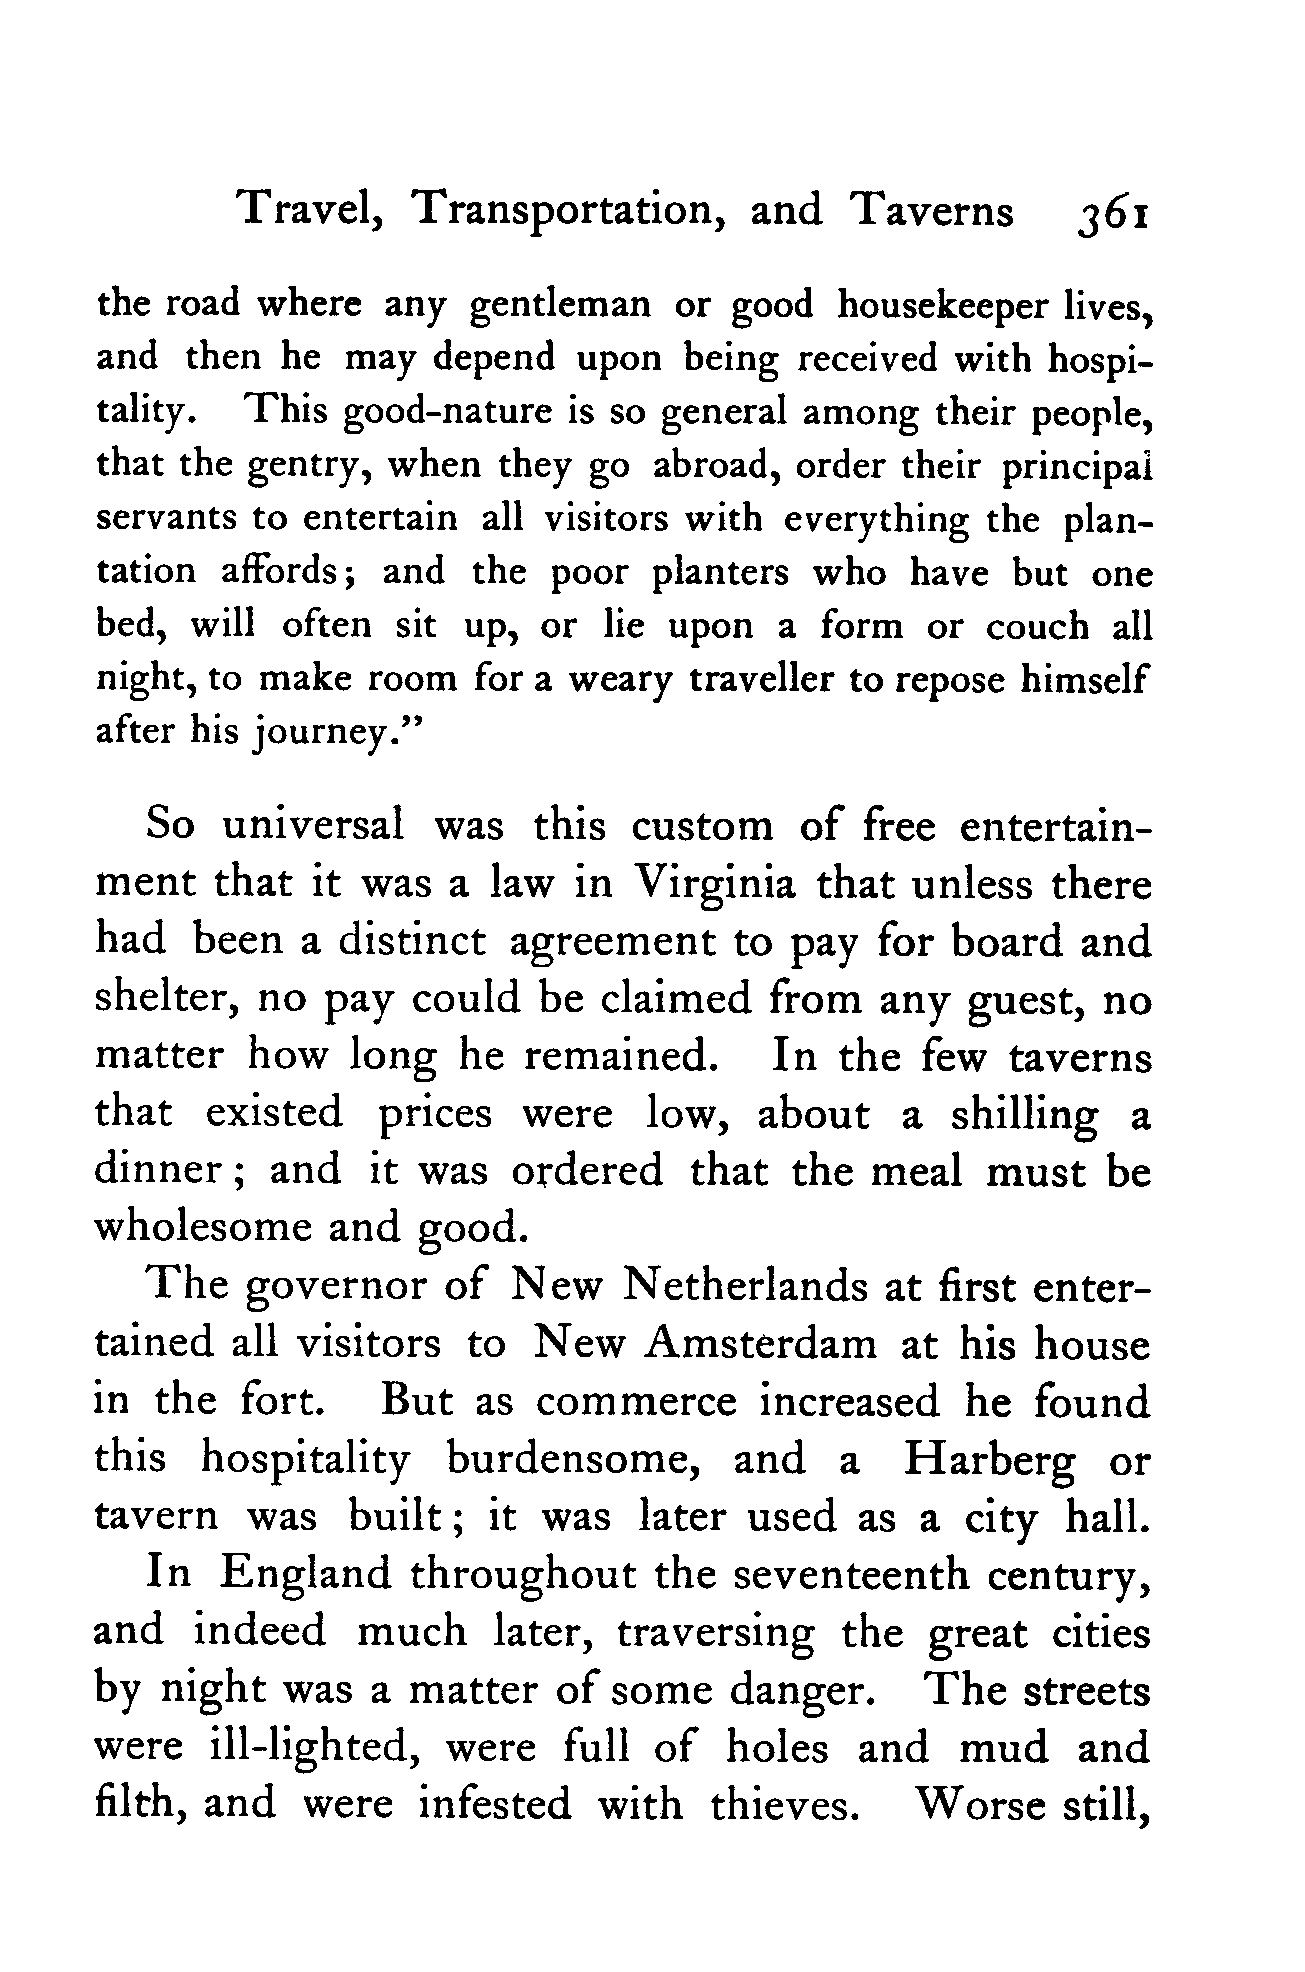 Travel, Transportation, and Taverns 361
the road where any gentleman or good housekeeper lives,
and then he may depend upon being received with hospi-
tality. This good-nature is so general among their people,
that the gentry, when they go abroad, order their principal
servants to entertain all visitors with everything the plan-
tation affords; and the poor planters who have but one
bed, will often sit up, or lie upon a form or couch all
night, to make room for a weary traveller to repose himself
after his journey.”
So universal was this custom of free entertain-
ment that it was a law in Virginia that unless there
had been a distinct agreement to pay for board and
shelter, no pay could be claimed from any guest, no
matter how long he remained. In the few taverns
that existed prices were low, about a shilling a
dinner; and it was ordered that the meal must be
wholesome and good.
The governor of New Netherlands at first enter-
tained all visitors to New Amsterdam at his house
in the fort. But as commerce increased he found
this hospitality burdensome, and a Harberg or
tavern was built; it was later used as a city hall.
In England throughout the seventeenth century,
and indeed much later, traversing the great cities
by night was a matter of some danger. The streets
were ill-lighted, were full of holes and mud and
filth, and were infested with thieves. Worse still,